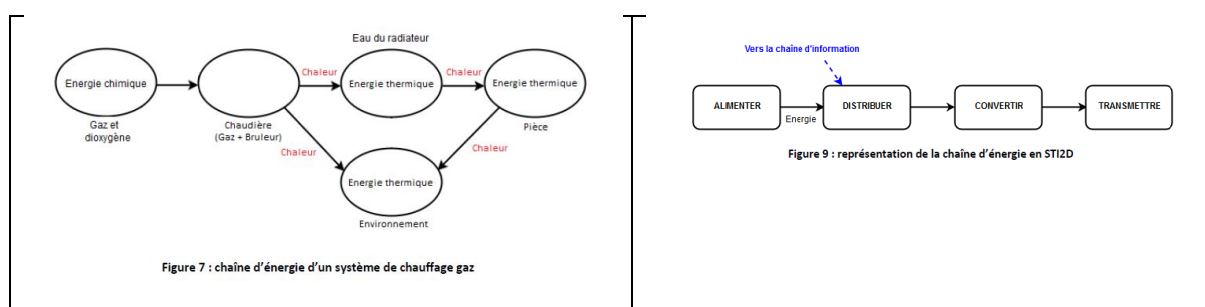 Eau du radiateur
Energie chimique
Chaleur
Energie thermique
Chaleur
Energie thermique
Gaz et
dioxygène
Chaudière
(Gaz + Bruleur)
Pièce
Chaleur
Chaleur
Energie thermique
Environnement
Figure 7 : chaîne d’énergie d’un système de chauffage gaz
Vers la chaîne d'information
ALIMENTER
Energie
DISTRIBUER
CONVERTIR
TRANSMETTRE
Figure 9 : représentation de la chaîne d’énergie en STI2D